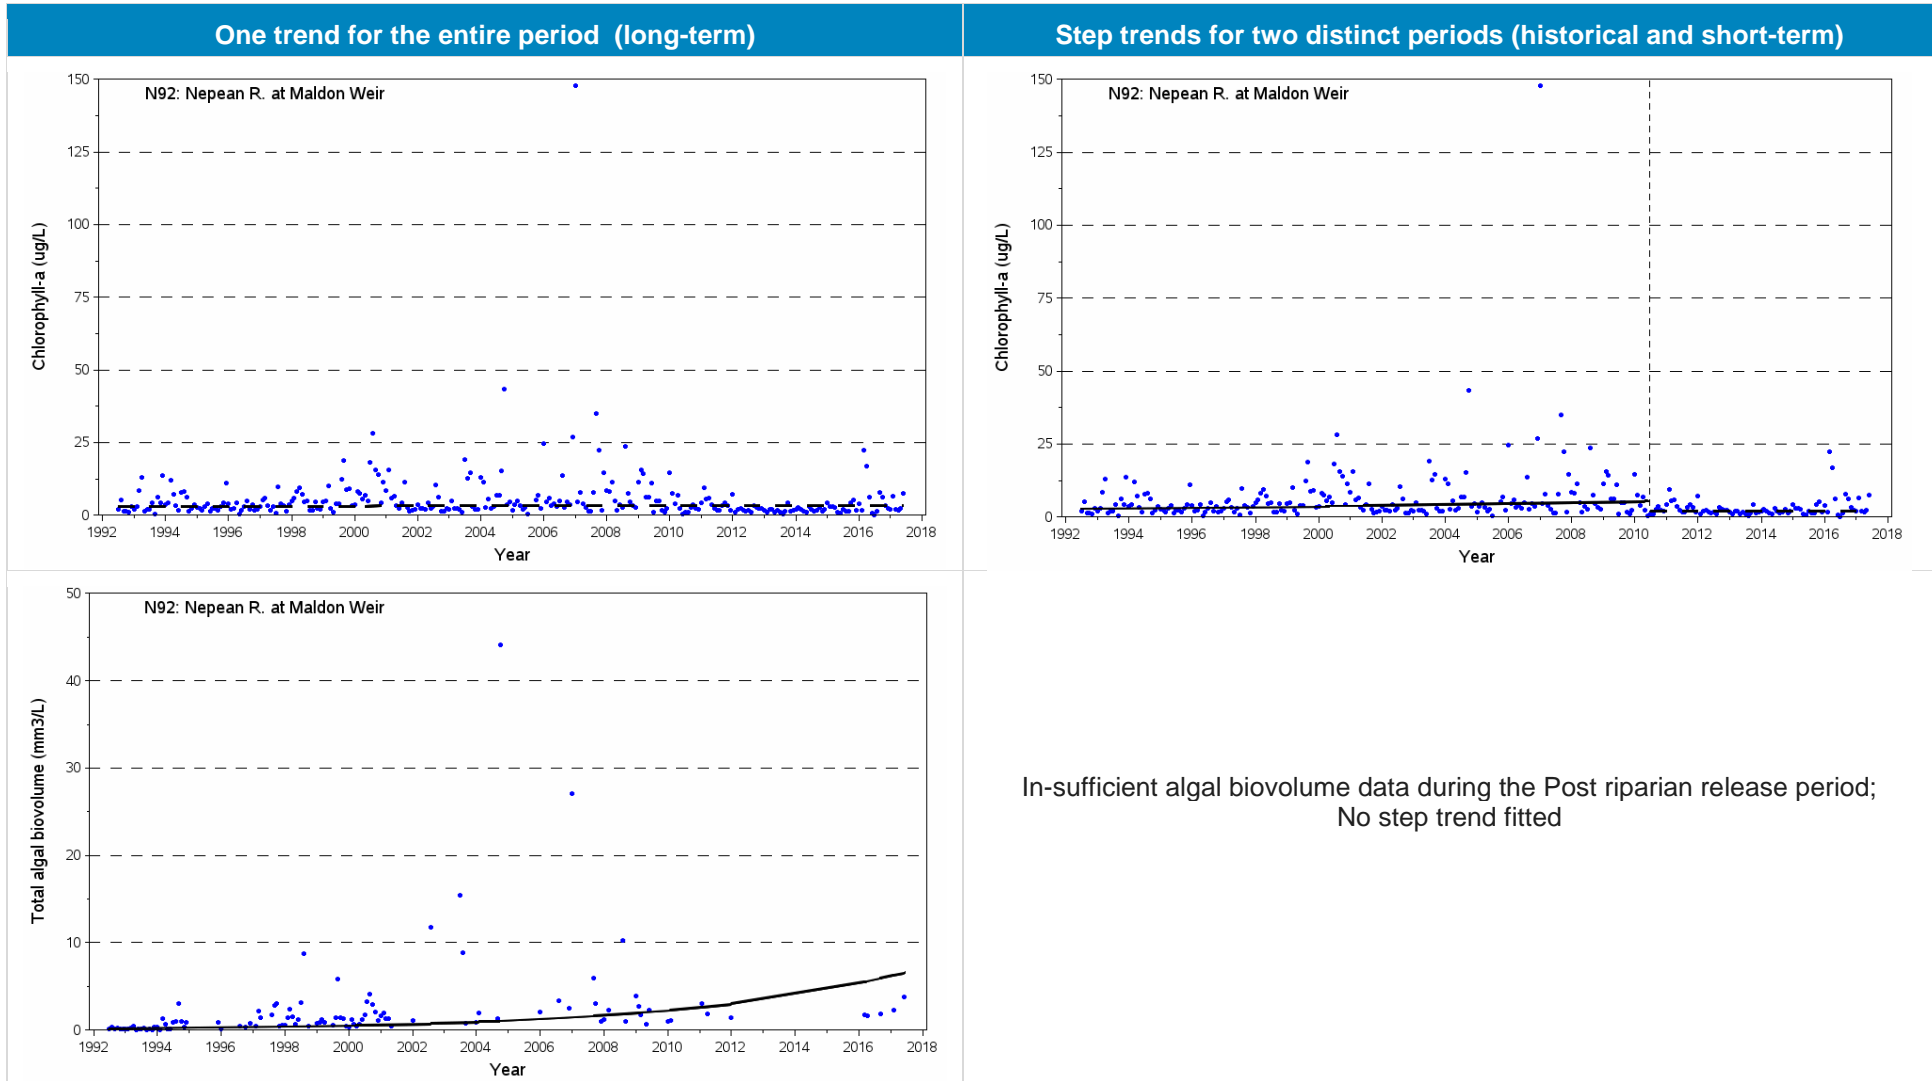 One trend for the entire period (long-term)
Step trends for two distinct periods (historical and short-term)
N92: Nepean R. at Maldon Weir
150
125
100
75
50
25
0
Chlorophyll-a (ug/L)
1992 1994 1996 1998 2000 2002 2004 2006 2008 2010 2012 2014 2016 2018
Year
N92: Nepean R. at Maldon Weir
150
125
100
75
50
25
0
Chlorophyll-a (ug/L)
1992 1994 1996 1998 2000 2002 2004 2006 2008 2010 2012 2014 2016 2018
Year
N92: Nepean R. at Maldon Weir
50
40
30
20
10
0
Total algal biovolume (mm3/L)
1992 1994 1996 1998 2000 2002 2004 2006 2008 2010 2012 2014 2016 2018
Year
In-sufficient algal biovolume data during the Post riparian release period;
No step trend fitted